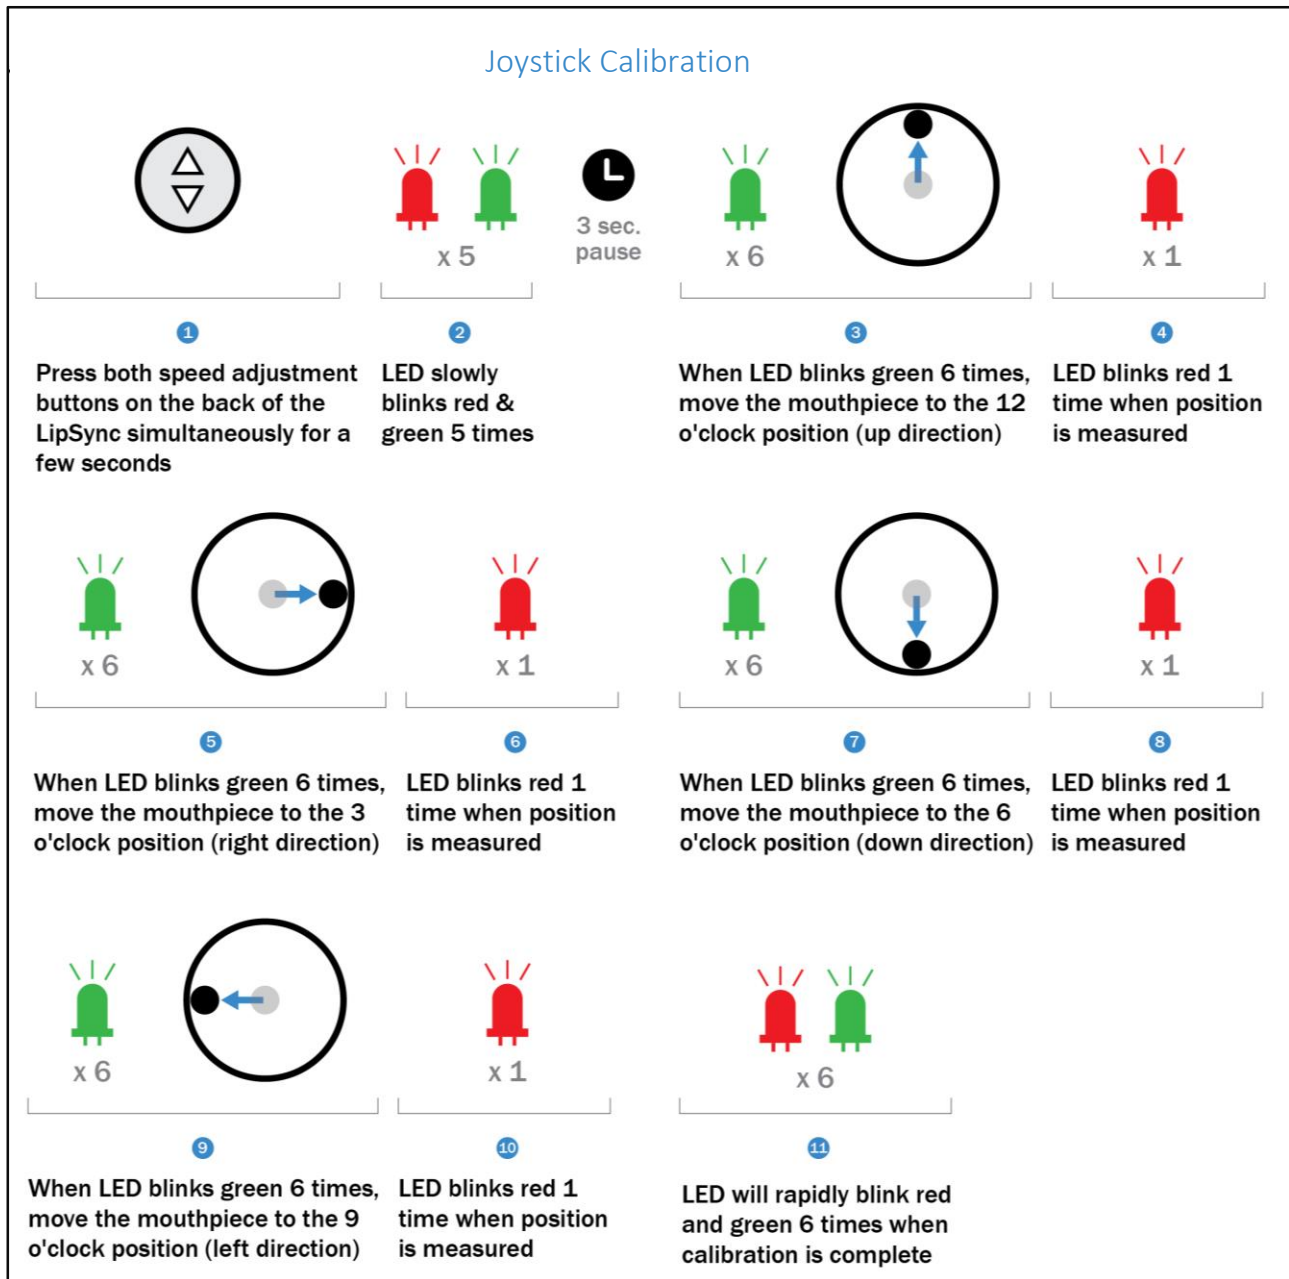 Joystick Calibration
x 5
3 sec.
pause
x 6
x 1
1
Press both speed adjustment
buttons on the back of the
LipSync simultaneously for a
few seconds
2
LED slowly
blinks red &
green 5 times
3
When LED blinks green 6 times,
move the mouthpiece to the 12
o'clock position (up direction)
4
LED blinks red 1
time when position
is measured
x 6
x 1
x 6
x 1
5
When LED blinks green 6 times,
move the mouthpiece to the 3
o'clock position (right direction)
6
LED blinks red 1
time when position
is measured
7
When LED blinks green 6 times,
move the mouthpiece to the 6
o'clock position (down direction)
8
LED blinks red 1
time when position
is measured
x 6
x 1
x 6
9
When LED blinks green 6 times,
move the mouthpiece to the 9
o'clock position (left direction)
10
LED blinks red 1
time when position
is measured
11
LED will rapidly blink red
and green 6 times when
calibration is complete